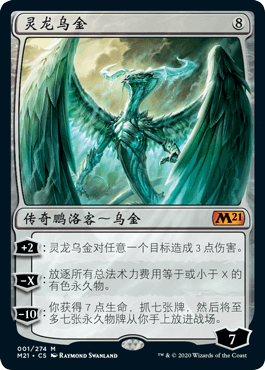 灵龙乌金 8
M21
传奇鹏洛客～乌金
+2 ：灵龙乌金对任意一个目标造成3点伤害。
-X ：放逐所有总法术力费用等于或小于 X 的
有色永久物。
-10 ：你获得 7 点生命，抓七张牌，然后将至
多七张永久物牌从你手上放进战场。
7
001/274 M
M21 • CS RAYMOND SWANLAND ™ & © 2020 Wizards of the Coast